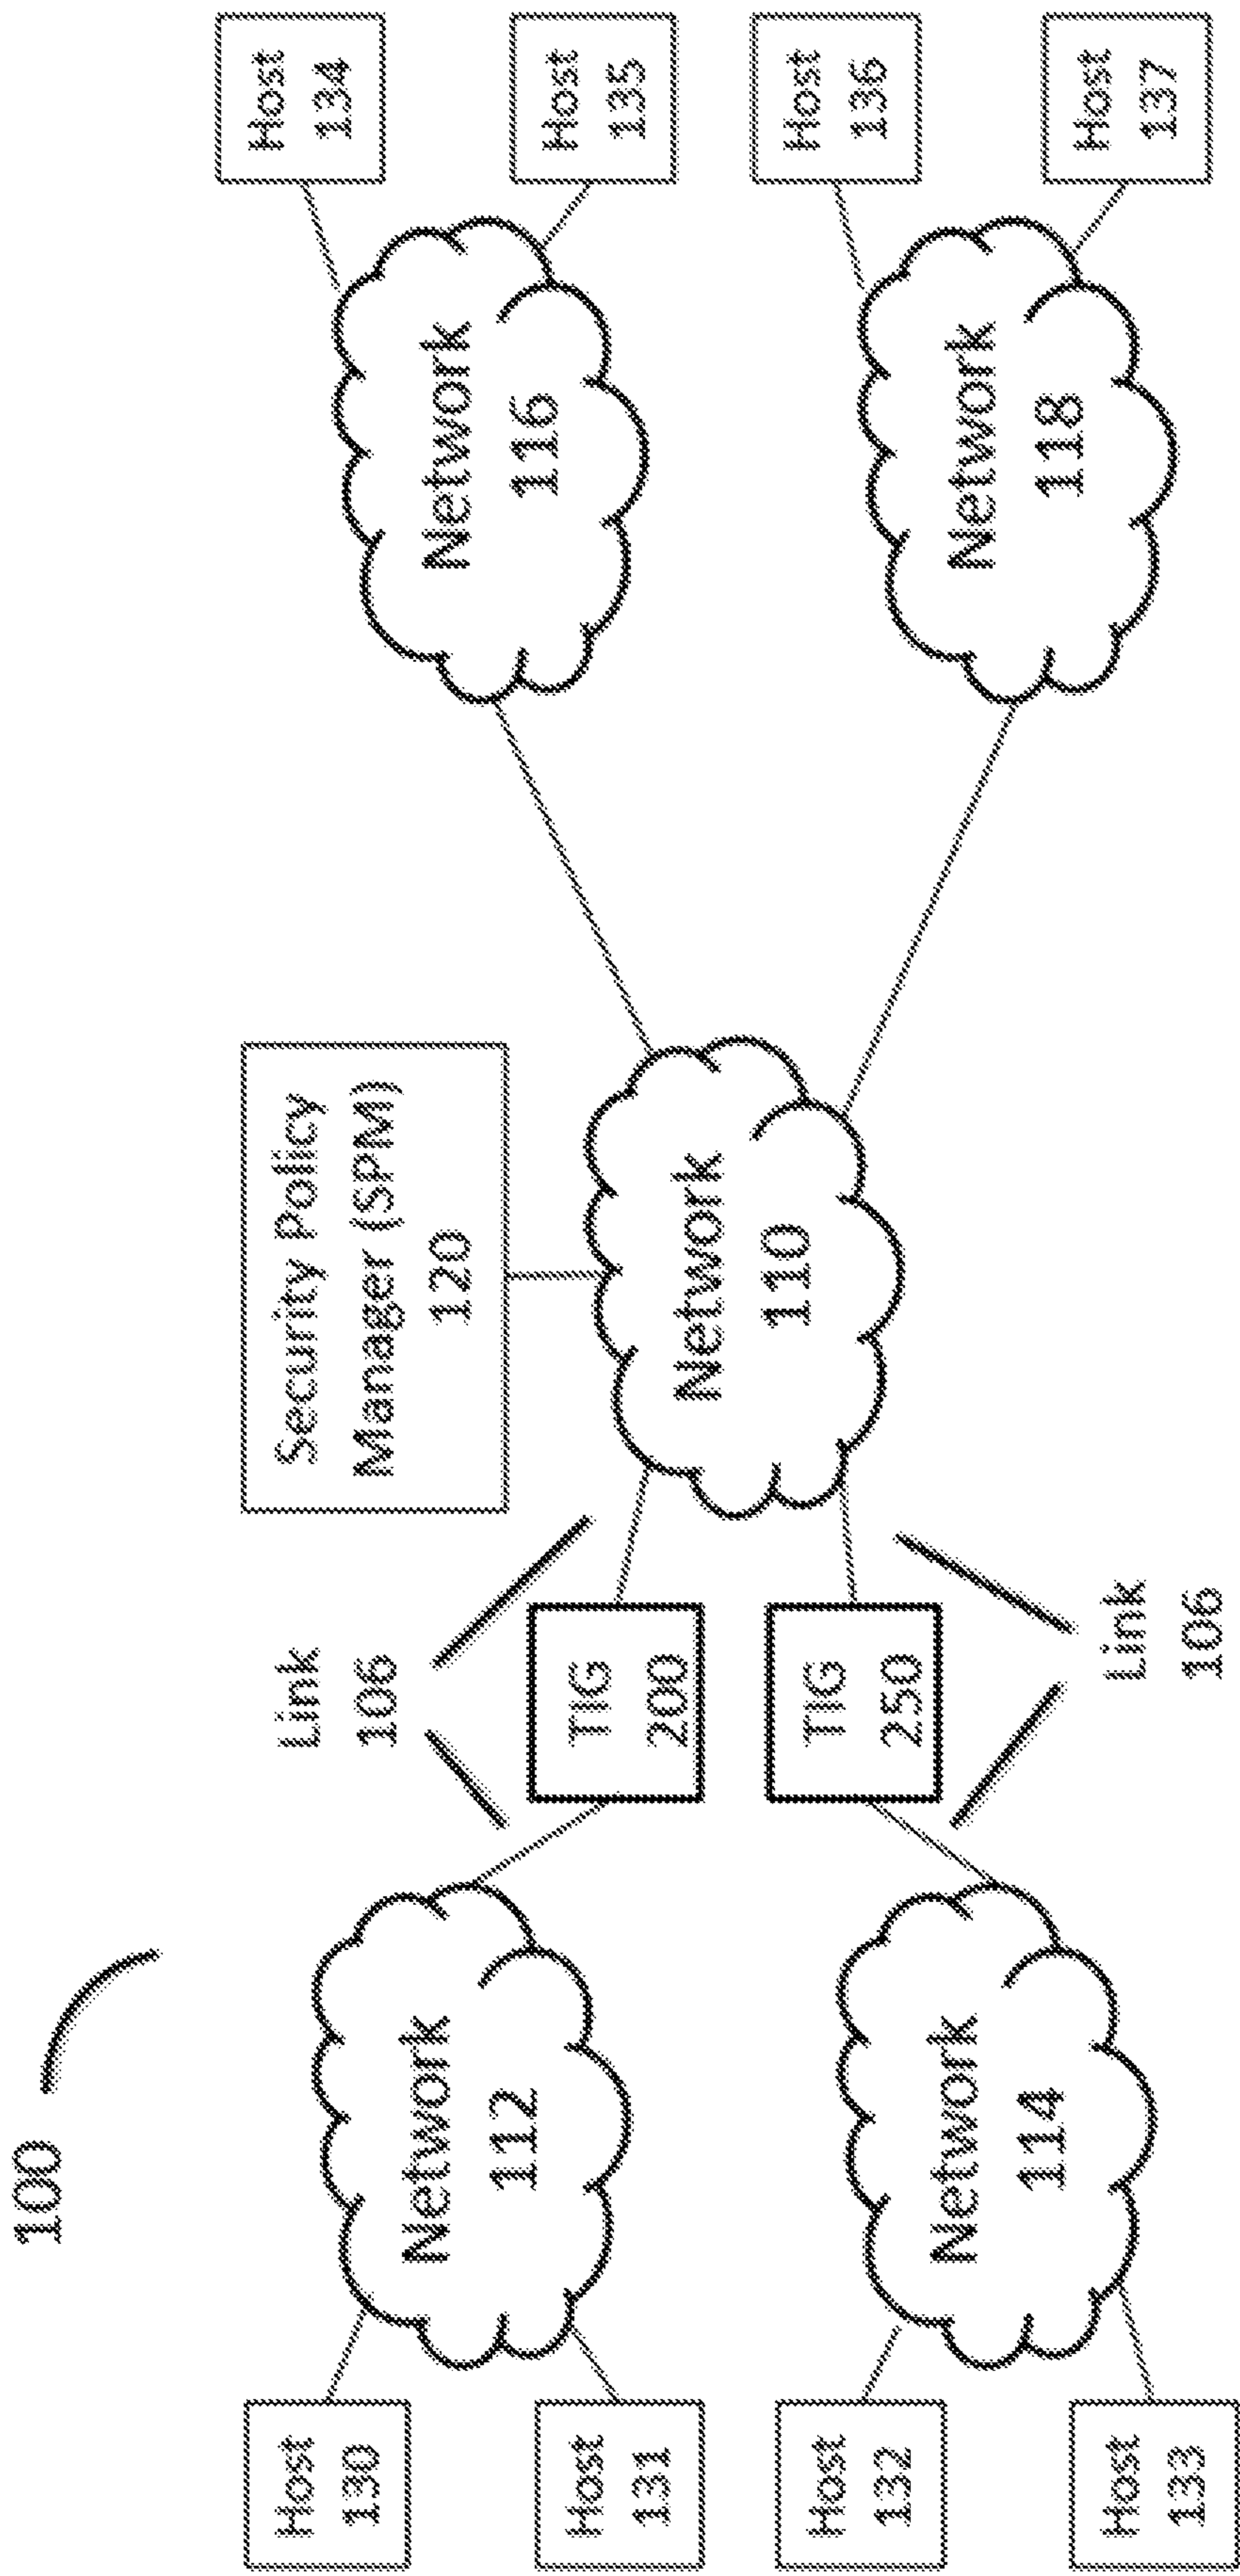 100
Host
130
Host
131
Host
132
Host
133
Network
112
Network
114
Link
106
TIG
200
TIG
250
Link
106
Security Policy
Manager (SPM)
120
Network
110
Network
116
Network
118
Host
134
Host
135
Host
136
Host
137